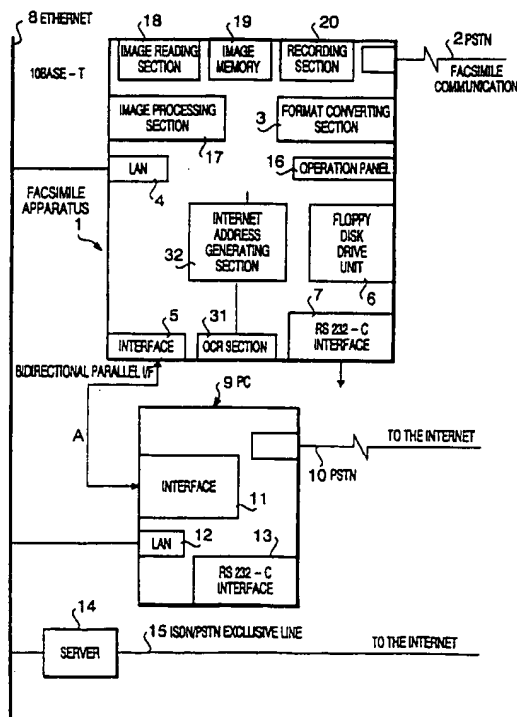 8 ETHERNET
18
19
20
IMAGE READING
SECTION
IMAGE
MEMORY
RECORDING
SECTION
2 PSTN
FACSIMILE
COMMUNICATION
10BASE-T
IMAGE PROCESSING
SECTION
17
3
FORMAT CONVERTING
SECTION
16
OPERATION PANEL
LAN
4
FACSIMILE
APPARATUS
1
INTERNET
ADDRESS
GENERATING
SECTION
32
FLOPPY
DISK
DRIVE
UNIT
6
7
5
31
INTERFACE
OCR SECTION
RS 232-C
INTERFACE
BIDIRECTIONAL PARALLEL I/F
9 PC
A
TO THE INTERNET
10 PSTN
INTERFACE
11
LAN
12
13
RS 232-C
INTERFACE
14
SERVER
15 ISDN/PSTN EXCLUSIVE LINE
TO THE INTERNET